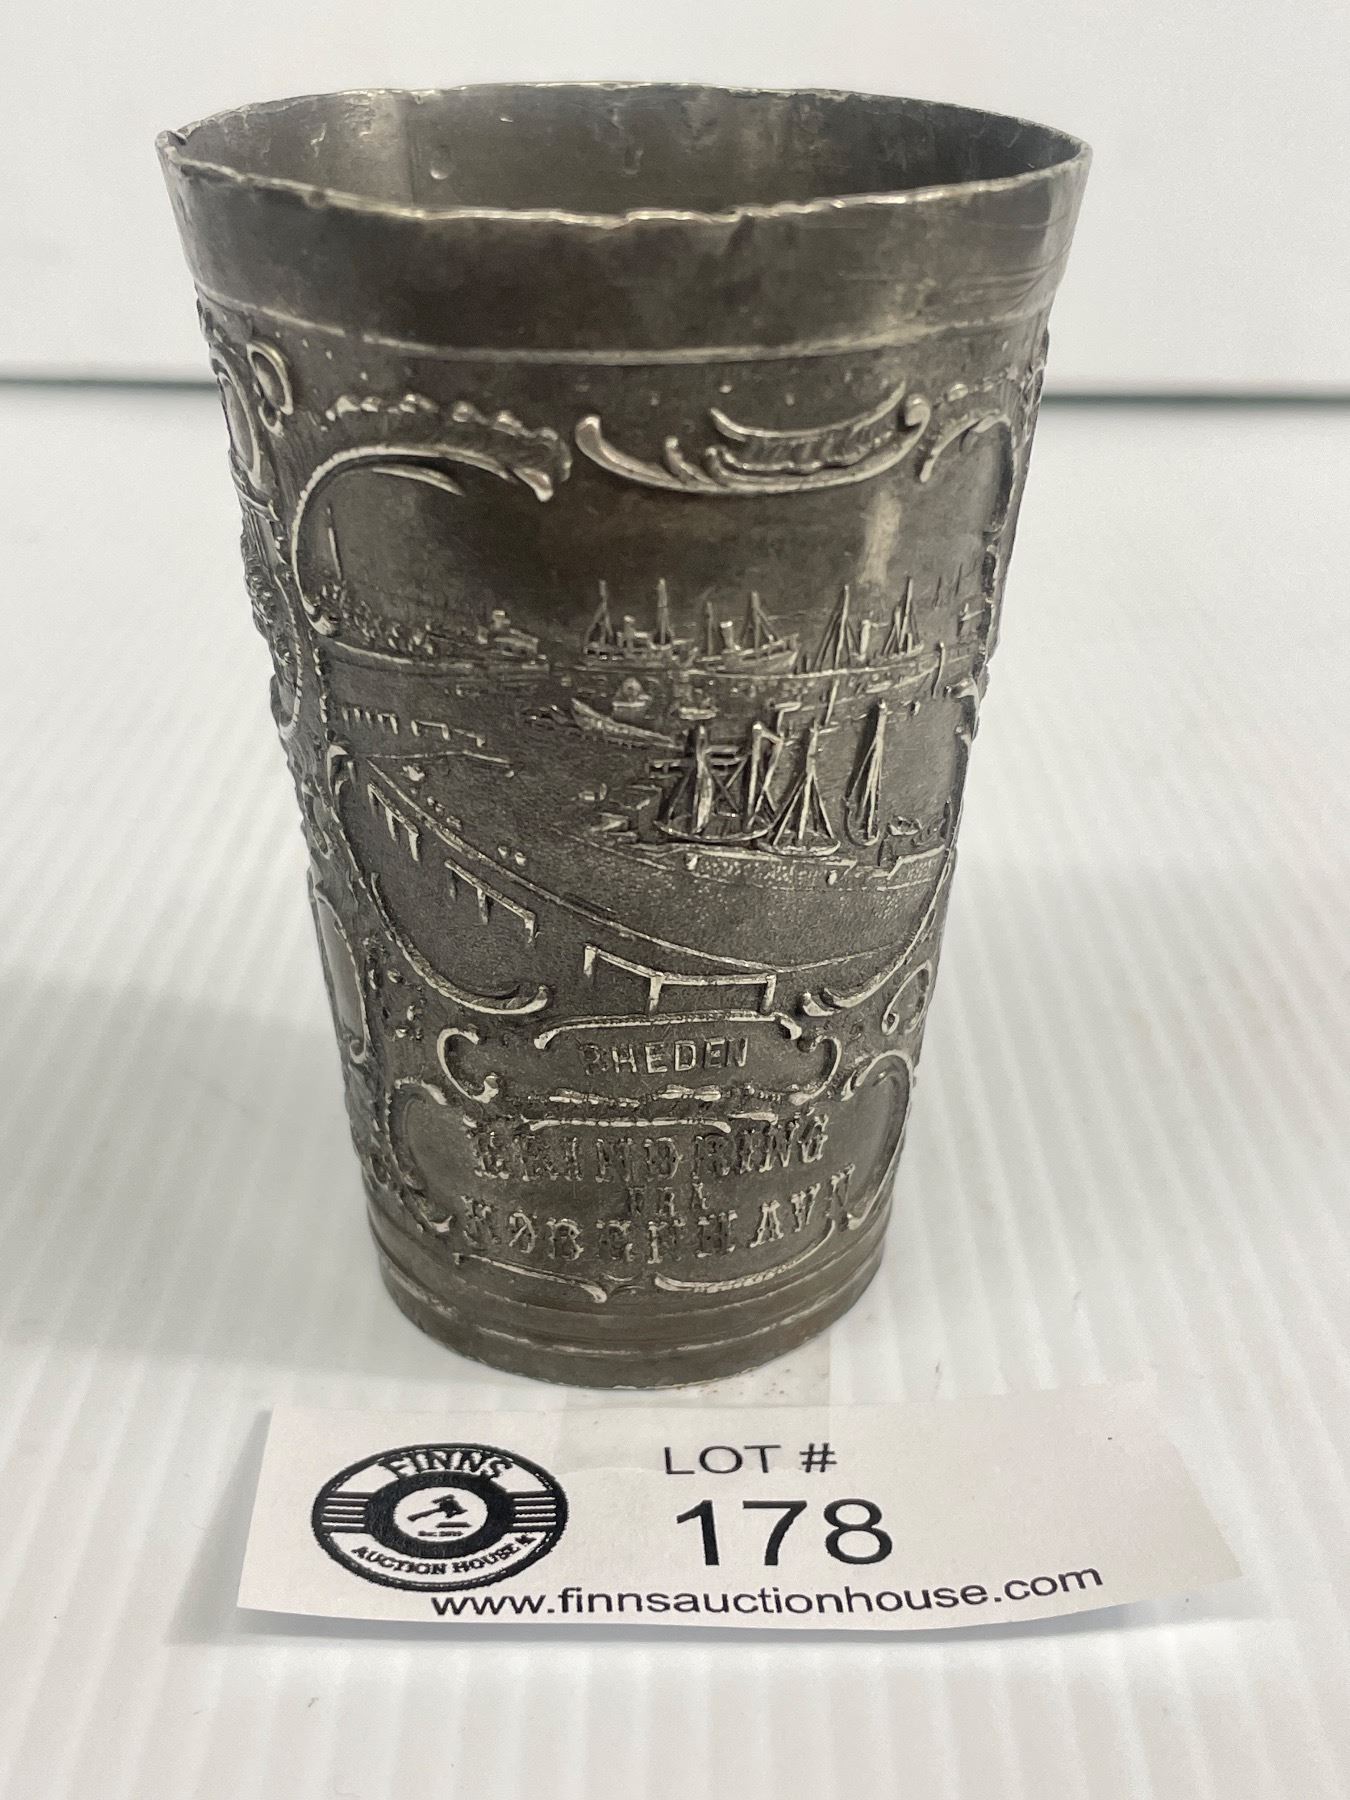 RHEDEN
ERINDRING
FRA
KØBENHAVN
FINNS
AUCTION HOUSE
LOT #
178
www.finnsauctionhouse.com